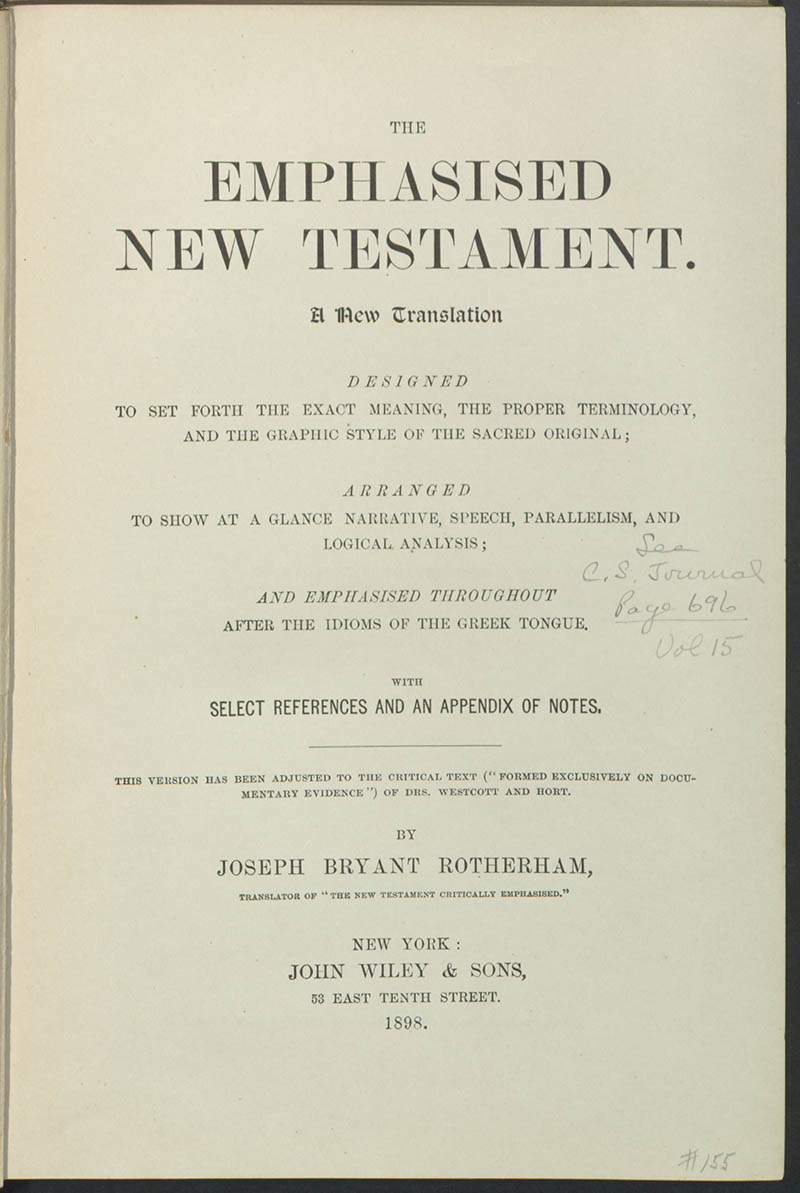 THE
EMPHASISED
NEW TESTAMENT.
A New Translation
DESIGNED
TO SET FORTH THE EXACT MEANING, THE PROPER TERMINOLOGY,
AND THE GRAPHIC STYLE OF THE SACRED ORIGINAL;
ARRANGED
TO SHOW AT A GLANCE NARRATIVE, SPEECH, PARALLELISM, AND
LOGICAL ANALYSIS;
See
C. S. Journal
AND EMPHASISED THROUGHOUT
Page 696
AFTER THE IDIOMS OF THE GREEK TONGUE.
Vol 15
WITH
SELECT REFERENCES AND AN APPENDIX OF NOTES.
THIS VERSION HAS BEEN ADJUSTED TO THE CRITICAL TEXT ("FORMED EXCLUSIVELY ON DOCU-
MENTARY EVIDENCE") OF DRS. WESTCOTT AND HORT.
BY
JOSEPH BRYANT ROTHERHAM,
TRANSLATOR OF "THE NEW TESTAMENT CRITICALLY EMPHASISED."
NEW YORK:
JOHN WILEY & SONS,
53 EAST TENTH STREET.
1898.
#155